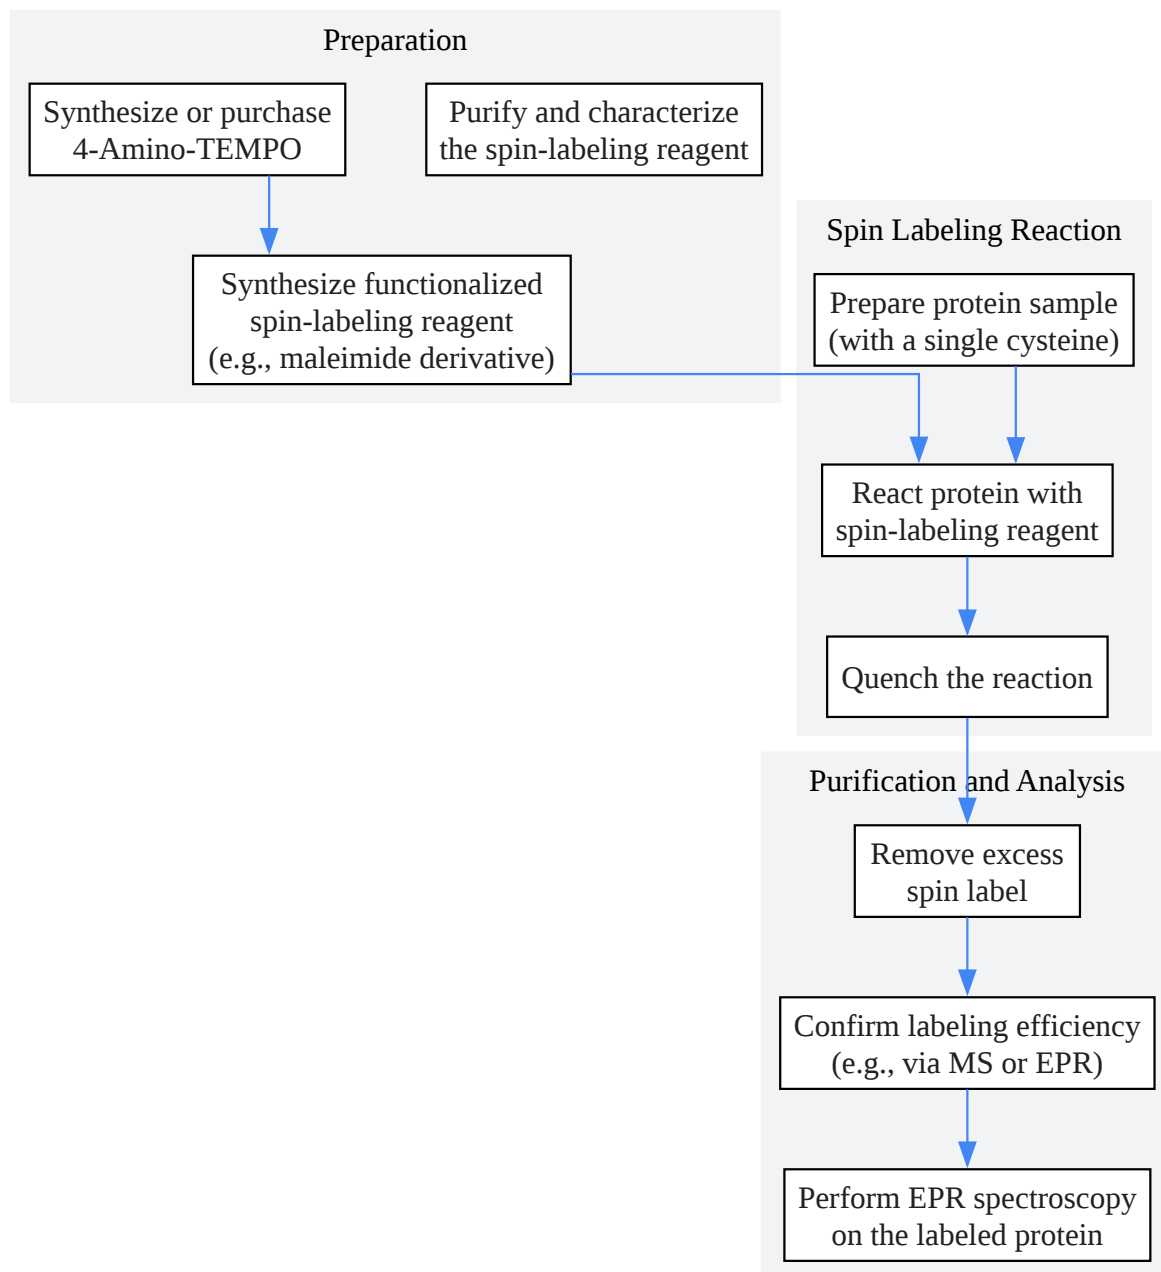 Preparation
Synthesize or purchase
4-Amino-TEMPO
Purify and characterize
the spin-labeling reagent
Synthesize functionalized
spin-labeling reagent
(e.g., maleimide derivative)
Spin Labeling Reaction
Prepare protein sample
(with a single cysteine)
React protein with
spin-labeling reagent
Quench the reaction
Purification and Analysis
Remove excess
spin label
Confirm labeling efficiency
(e.g., via MS or EPR)
Perform EPR spectroscopy
on the labeled protein